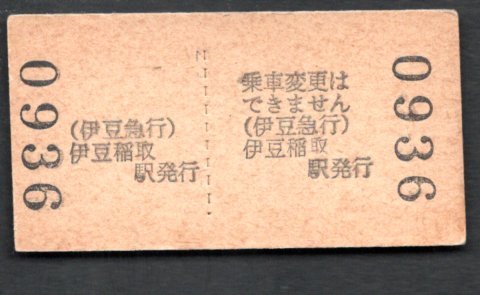 0936
(伊豆急行)
伊豆稲取
駅発行
乗車変更は
できません
(伊豆急行)
伊豆稲取
駅発行
0936